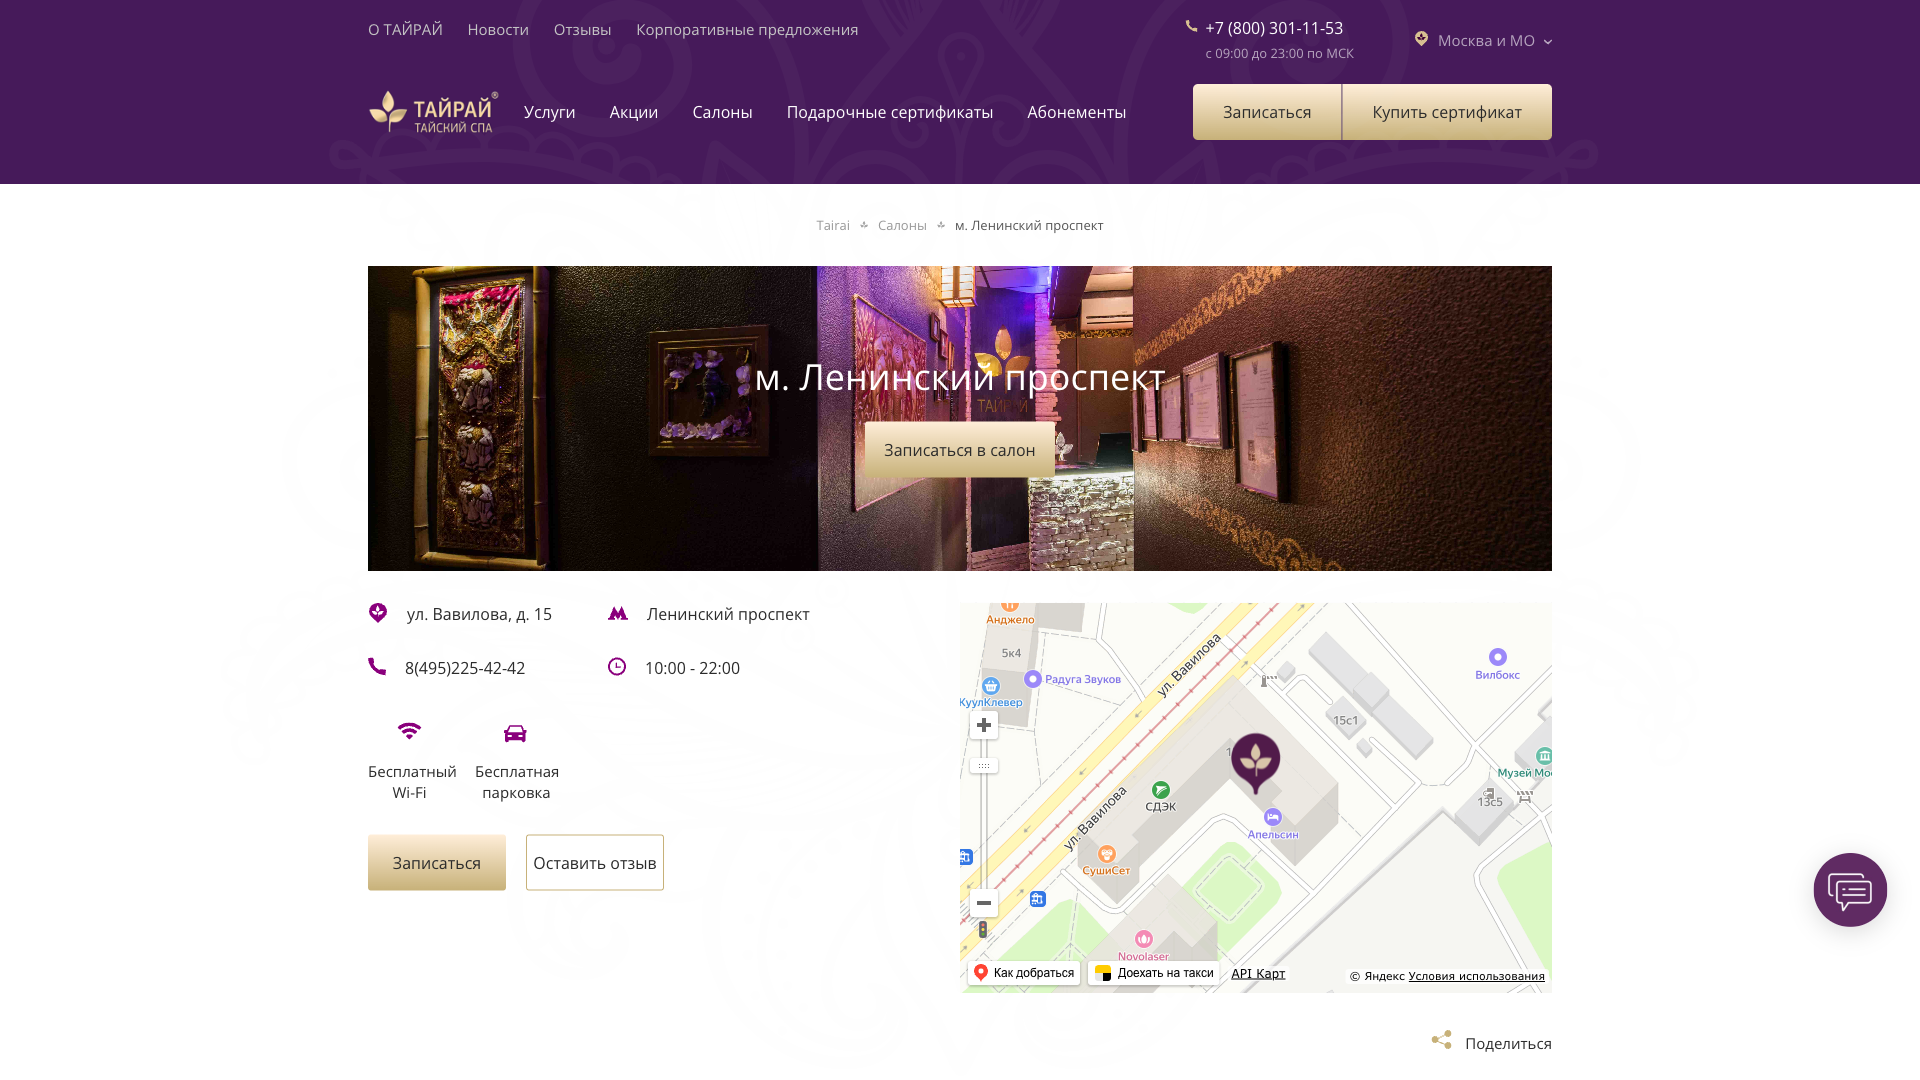 О ТАЙРАЙ
Новости
Отзывы
Корпоративные предложения
+7 (800) 301-11-53
с 09:00 до 23:00 по МСК
Москва и МО
ТАЙРАЙ®
ТАЙСКИЙ СПА
Услуги
Акции
Салоны
Подарочные сертификаты
Абонементы
Записаться
Купить сертификат
Tairai
Салоны
м. Ленинский проспект
м. Ленинский проспект
ТАЙРАЙ
Записаться в салон
ул. Вавилова, д. 15
Ленинский проспект
8(495)225-42-42
10:00 - 22:00
Бесплатный
Wi-Fi
Бесплатная
парковка
Записаться
Оставить отзыв
Анджело
5к4
Радуга Звуков
КуулКлевер
ул. Вавилова
Вилбокс
15с1
Музей Мос
13с5
СДЭК
ул. Вавилова
Апельсин
СушиСет
Novolaser
Как добраться
Доехать на такси
API Карт
© Яндекс Условия использования
Поделиться